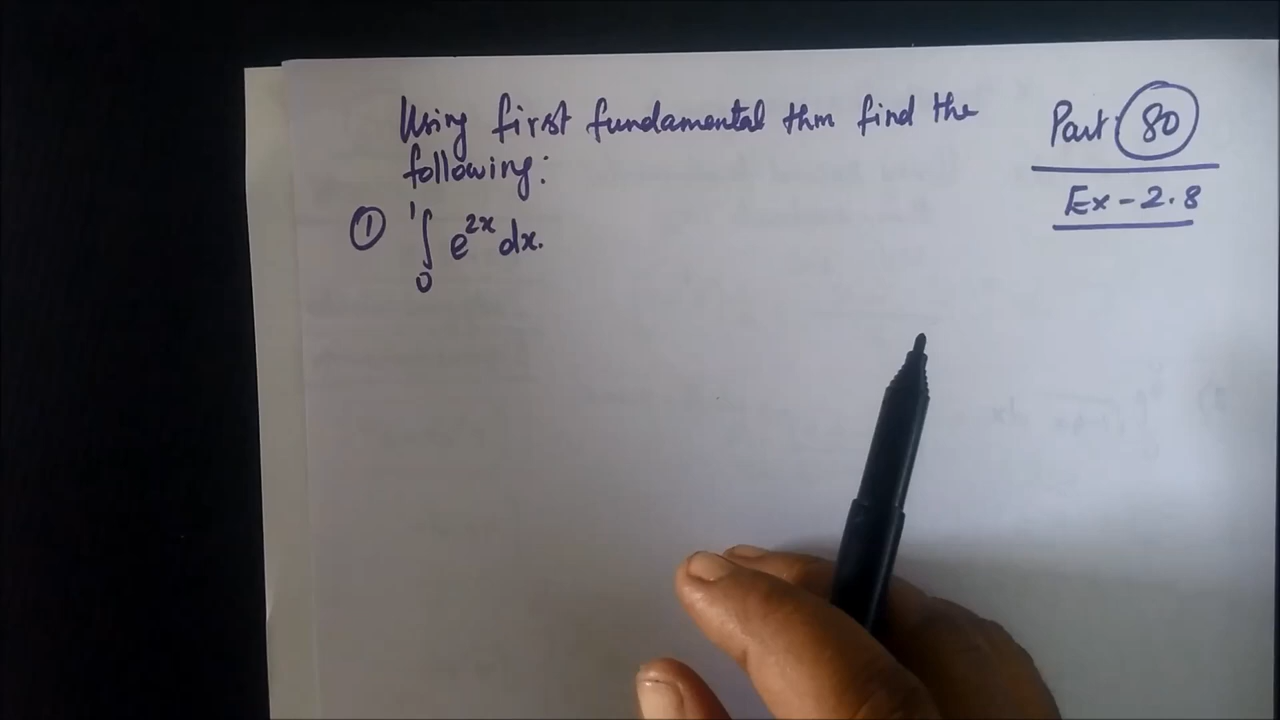 Using first fundamental thm find the
following:
① ∫₀¹ e^{2x} dx.
Part 80
Ex - 2.8